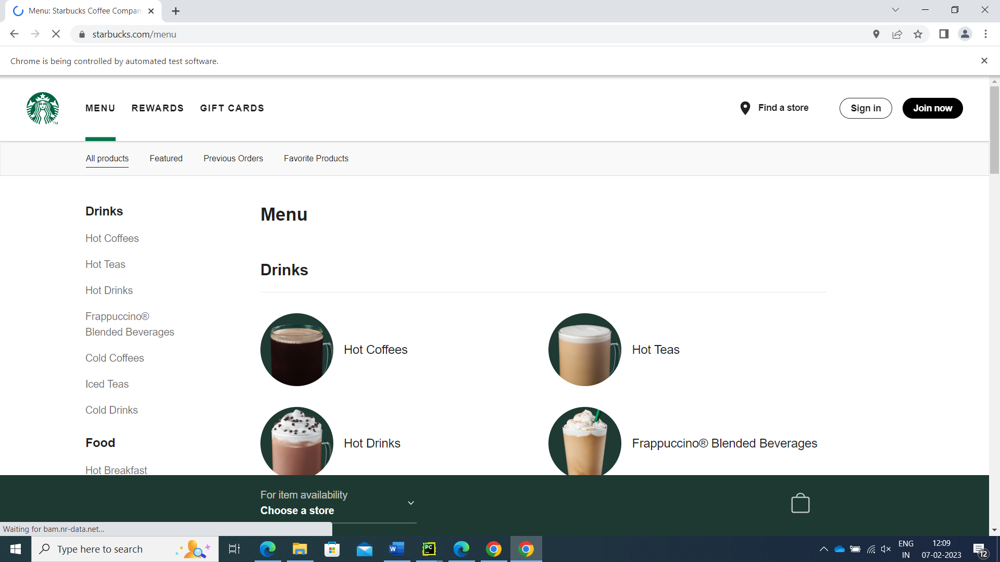 Menu: Starbucks Coffee Compan
starbucks.com/menu
Chrome is being controlled by automated test software.
MENU REWARDS GIFT CARDS Find a store Sign in Join now
TM
All products Featured Previous Orders Favorite Products
Drinks
Hot Coffees
Hot Teas
Hot Drinks
Frappuccino®
Blended Beverages
Cold Coffees
Iced Teas
Cold Drinks
Food
Hot Breakfast
Menu
Drinks
Hot Coffees
Hot Teas
Hot Drinks
Frappuccino® Blended Beverages
For item availability
Choose a store
Waiting for bam.nr-data.net...
Type here to search
W
PC
ENG
IN
12:09
07-02-2023
12